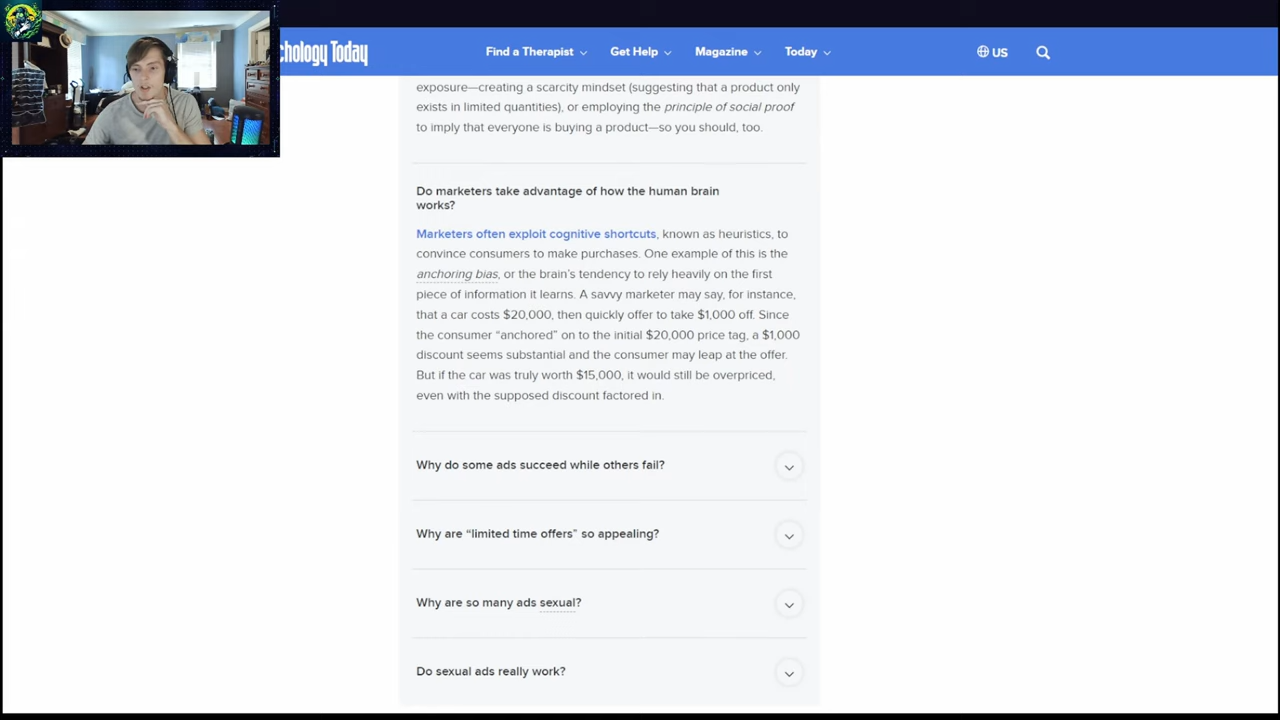 chology Today
Find a Therapist
Get Help
Magazine
Today
US
exposure—creating a scarcity mindset (suggesting that a product only
exists in limited quantities), or employing the principle of social proof
to imply that everyone is buying a product—so you should, too.
Do marketers take advantage of how the human brain
works?
Marketers often exploit cognitive shortcuts, known as heuristics, to
convince consumers to make purchases. One example of this is the
anchoring bias, or the brain’s tendency to rely heavily on the first
piece of information it learns. A savvy marketer may say, for instance,
that a car costs $20,000, then quickly offer to take $1,000 off. Since
the consumer “anchored” on to the initial $20,000 price tag, a $1,000
discount seems substantial and the consumer may leap at the offer.
But if the car was truly worth $15,000, it would still be overpriced,
even with the supposed discount factored in.
Why do some ads succeed while others fail?
Why are “limited time offers” so appealing?
Why are so many ads sexual?
Do sexual ads really work?